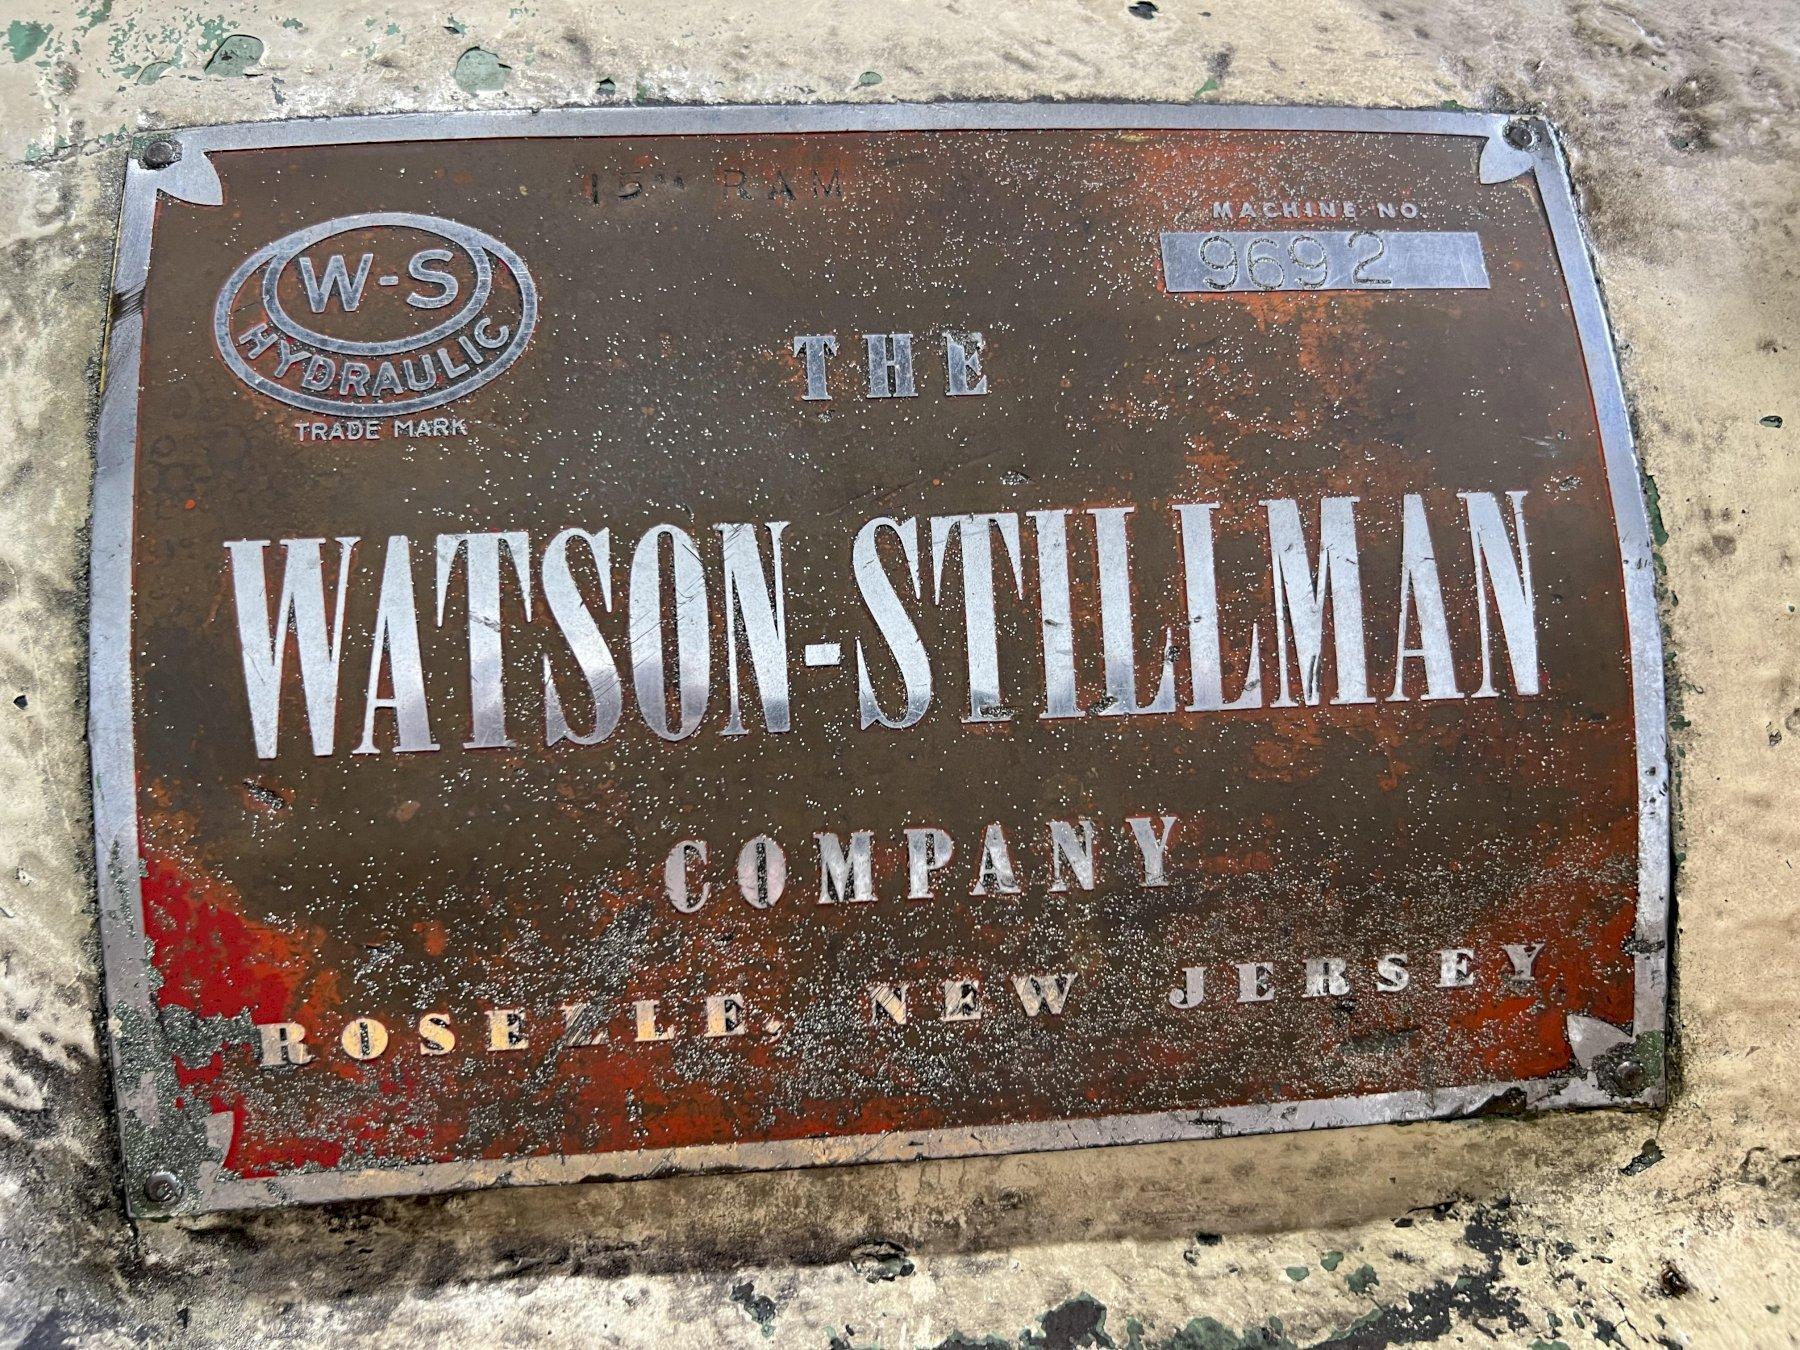 15" RAM
MACHINE NO.
9692
W-S
HYDRAULIC
TRADE MARK
THE
WATSON-STILLMAN
COMPANY
ROSELLE, NEW JERSEY